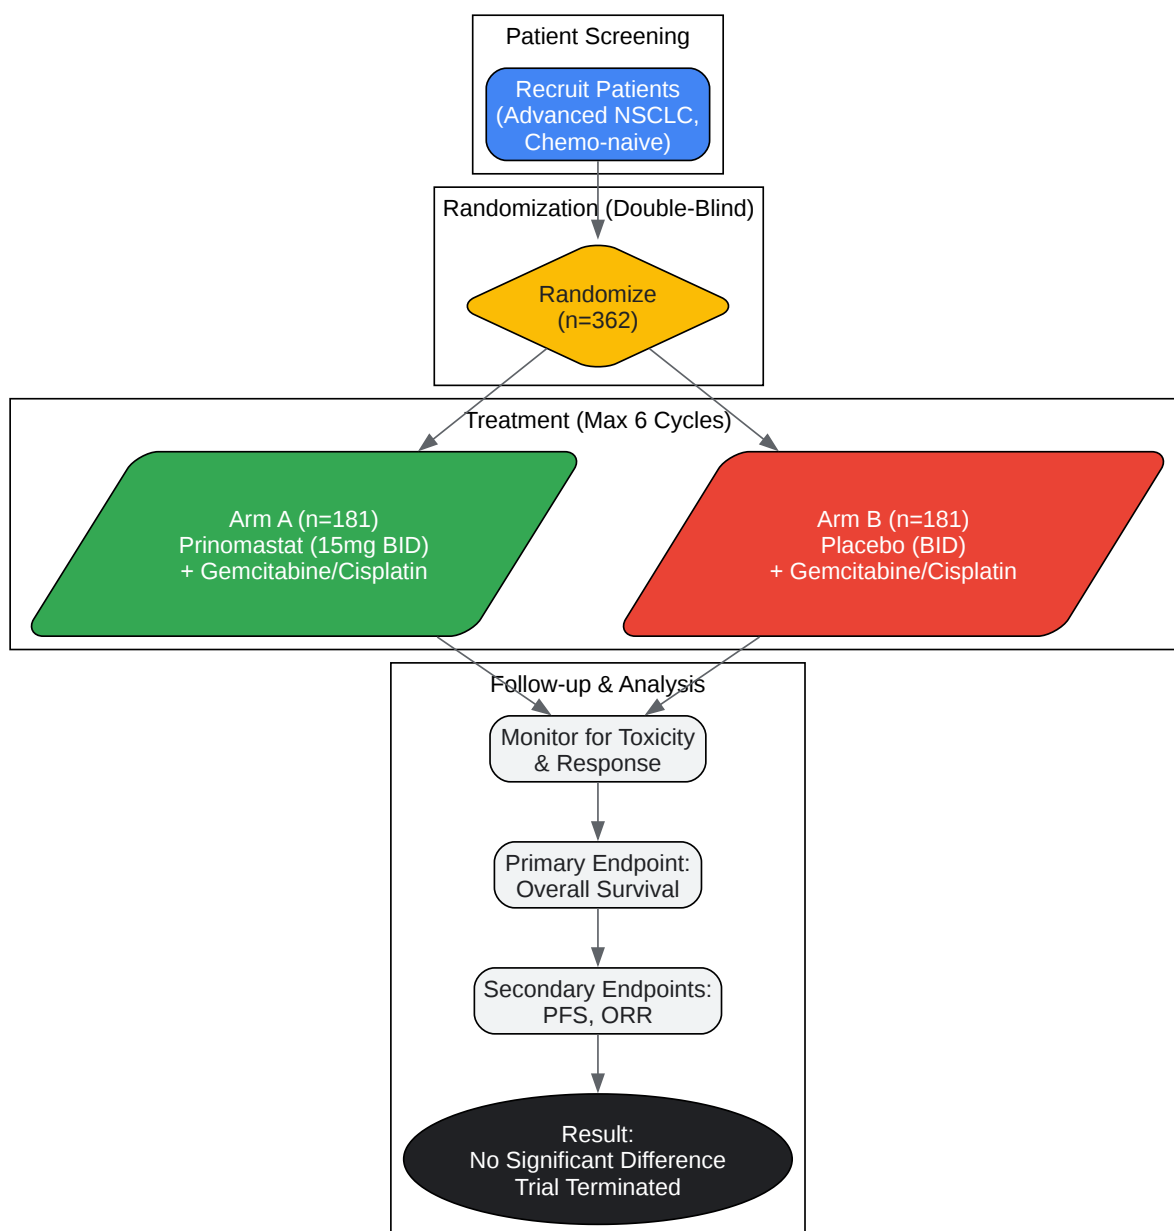 Patient Screening
Recruit Patients
(Advanced NSCLC,
Chemo-naive)
Randomization (Double-Blind)
Randomize
(n=362)
Treatment (Max 6 Cycles)
Arm A (n=181)
Prinomastat (15mg BID)
+ Gemcitabine/Cisplatin
Arm B (n=181)
Placebo (BID)
+ Gemcitabine/Cisplatin
Follow-up & Analysis
Monitor for Toxicity
& Response
Primary Endpoint:
Overall Survival
Secondary Endpoints:
PFS, ORR
Result:
No Significant Difference
Trial Terminated